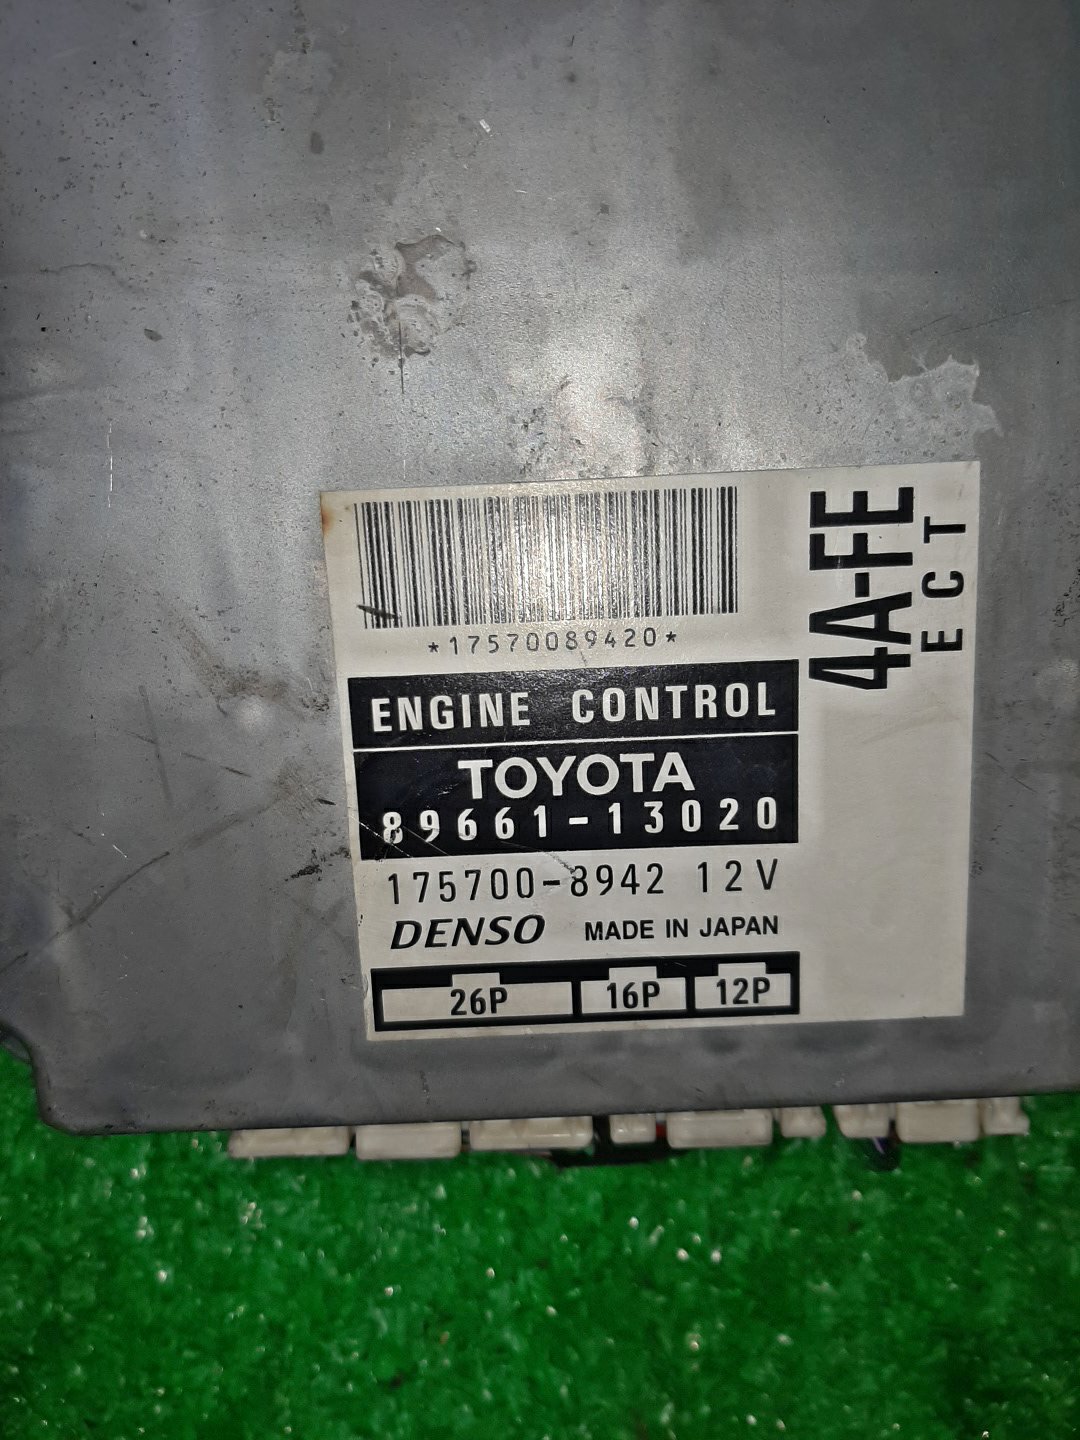 *17570089420*
4A-FE
ECT
ENGINE CONTROL
TOYOTA
89661-13020
175700-8942 12V
DENSO MADE IN JAPAN
26P 16P 12P